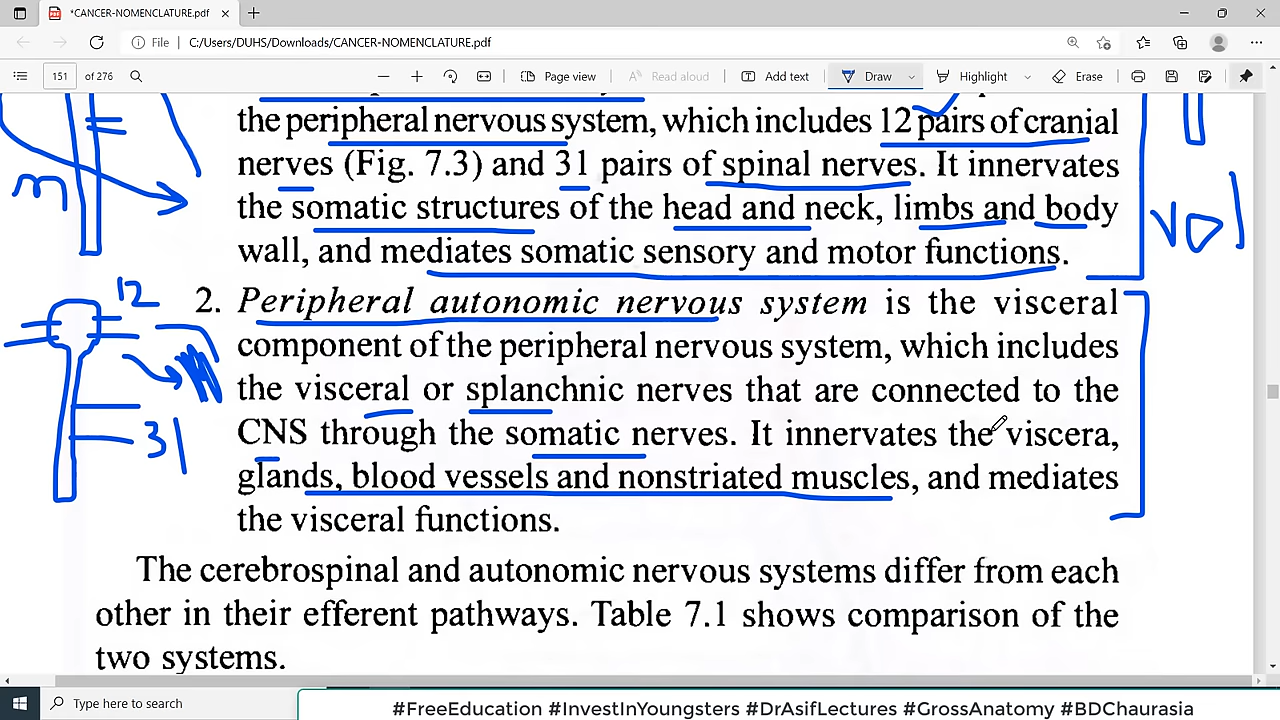 *CANCER-NOMENCLATURE.pdf
File C:/Users/DUHS/Downloads/CANCER-NOMENCLATURE.pdf
151 of 276 Page view Read aloud Add text Draw Highlight Erase
the peripheral nervous system, which includes 12 pairs of cranial
nerves (Fig. 7.3) and 31 pairs of spinal nerves. It innervates
the somatic structures of the head and neck, limbs and body
wall, and mediates somatic sensory and motor functions.
m
vol
12
31
2. Peripheral autonomic nervous system is the visceral
component of the peripheral nervous system, which includes
the visceral or splanchnic nerves that are connected to the
CNS through the somatic nerves. It innervates the viscera,
glands, blood vessels and nonstriated muscles, and mediates
the visceral functions.
The cerebrospinal and autonomic nervous systems differ from each
other in their efferent pathways. Table 7.1 shows comparison of the
two systems.
Type here to search
#FreeEducation #InvestInYoungsters #DrAsifLectures #GrossAnatomy #BDChaurasia